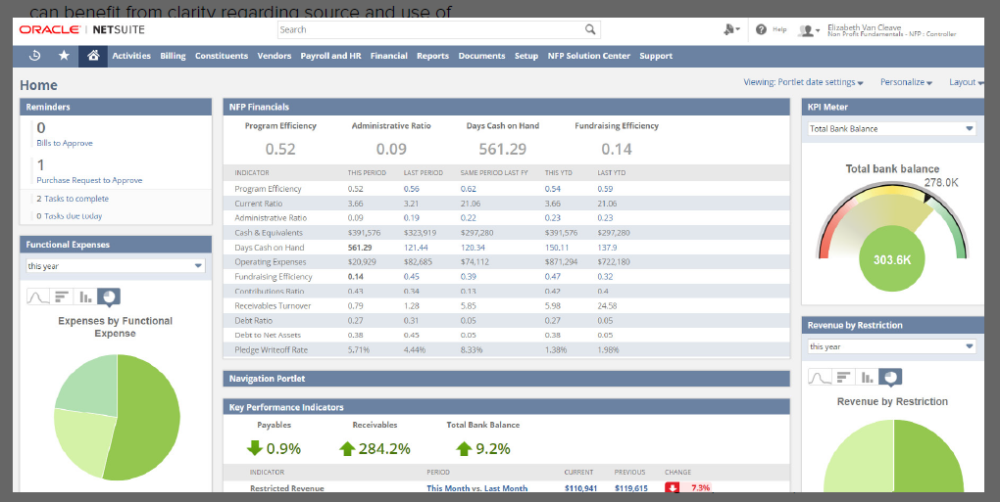 can benefit from clarity regarding source and use of
ORACLE | NETSUITE
Search
Help
Elizabeth Van Cleave
Non Profit Fundamentals - NFP : Controller
Activities Billing Constituents Vendors Payroll and HR Financial Reports Documents Setup NFP Solution Center Support
Home
Viewing: Portlet date settings Personalize Layout
Reminders
0
Bills to Approve
1
Purchase Request to Approve
2 Tasks to complete
0 Tasks due today
Functional Expenses
this year
Expenses by Functional
Expense
NFP Financials
Program Efficiency Administrative Ratio Days Cash on Hand Fundraising Efficiency
0.52 0.09 561.29 0.14
INDICATOR THIS PERIOD LAST PERIOD SAME PERIOD LAST FY THIS YTD LAST YTD
Program Efficiency 0.52 0.56 0.62 0.54 0.59
Current Ratio 3.66 3.21 21.06 3.66 21.06
Administrative Ratio 0.09 0.19 0.22 0.23 0.23
Cash & Equivalents $391,576 $323,919 $297,280 $391,576 $297,280
Days Cash on Hand 561.29 121.44 120.34 150.11 137.9
Operating Expenses $20,929 $82,685 $74,112 $871,294 $722,180
Fundraising Efficiency 0.14 0.45 0.39 0.47 0.32
Contributions Ratio 0.43 0.34 0.13 0.42 0.4
Receivables Turnover 0.79 1.28 5.85 5.98 24.58
Debt Ratio 0.27 0.31 0.05 0.27 0.05
Debt to Net Assets 0.38 0.45 0.05 0.38 0.05
Pledge Writeoff Rate 5.71% 4.44% 8.33% 1.38% 1.98%
Navigation Portlet
Key Performance Indicators
Payables Receivables Total Bank Balance
0.9% 284.2% 9.2%
INDICATOR PERIOD CURRENT PREVIOUS CHANGE
Restricted Revenue This Month vs. Last Month $110,941 $119,615 7.3%
KPI Meter
Total Bank Balance
Total bank balance
278.0K
303.6K
Revenue by Restriction
this year
Revenue by Restriction